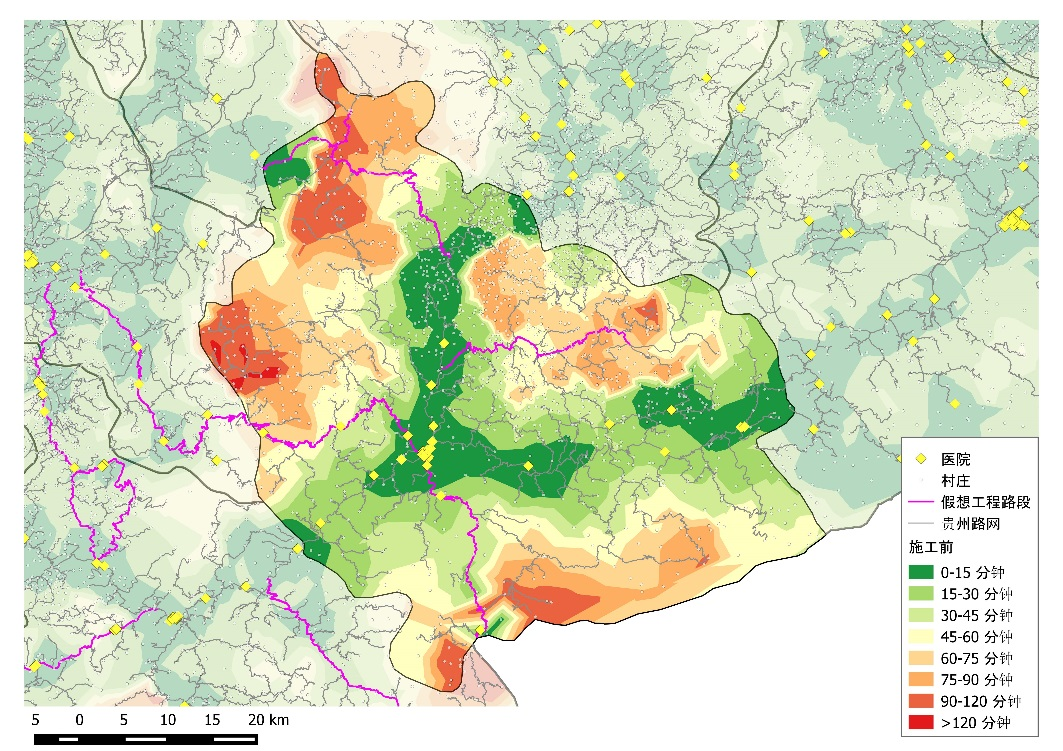 医院
村庄
假想工程路段
贵州路网
施工前
0-15 分钟
15-30 分钟
30-45 分钟
45-60 分钟
60-75 分钟
75-90 分钟
90-120 分钟
>120 分钟
5 0 5 10 15 20 km